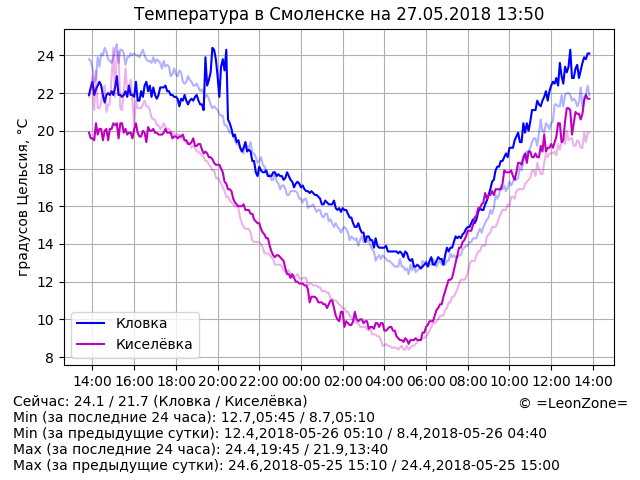 Температура в Смоленске на 27.05.2018 13:50
градусов Цельсия, °C
24
22
20
18
16
14
12
10
8
Кловка
Киселёвка
14:00 16:00 18:00 20:00 22:00 00:00 02:00 04:00 06:00 08:00 10:00 12:00 14:00
Сейчас: 24.1 / 21.7 (Кловка / Киселёвка)
© =LeonZone=
Min (за последние 24 часа): 12.7,05:45 / 8.7,05:10
Min (за предыдущие сутки): 12.4,2018-05-26 05:10 / 8.4,2018-05-26 04:40
Max (за последние 24 часа): 24.4,19:45 / 21.9,13:40
Max (за предыдущие сутки): 24.6,2018-05-25 15:10 / 24.4,2018-05-25 15:00